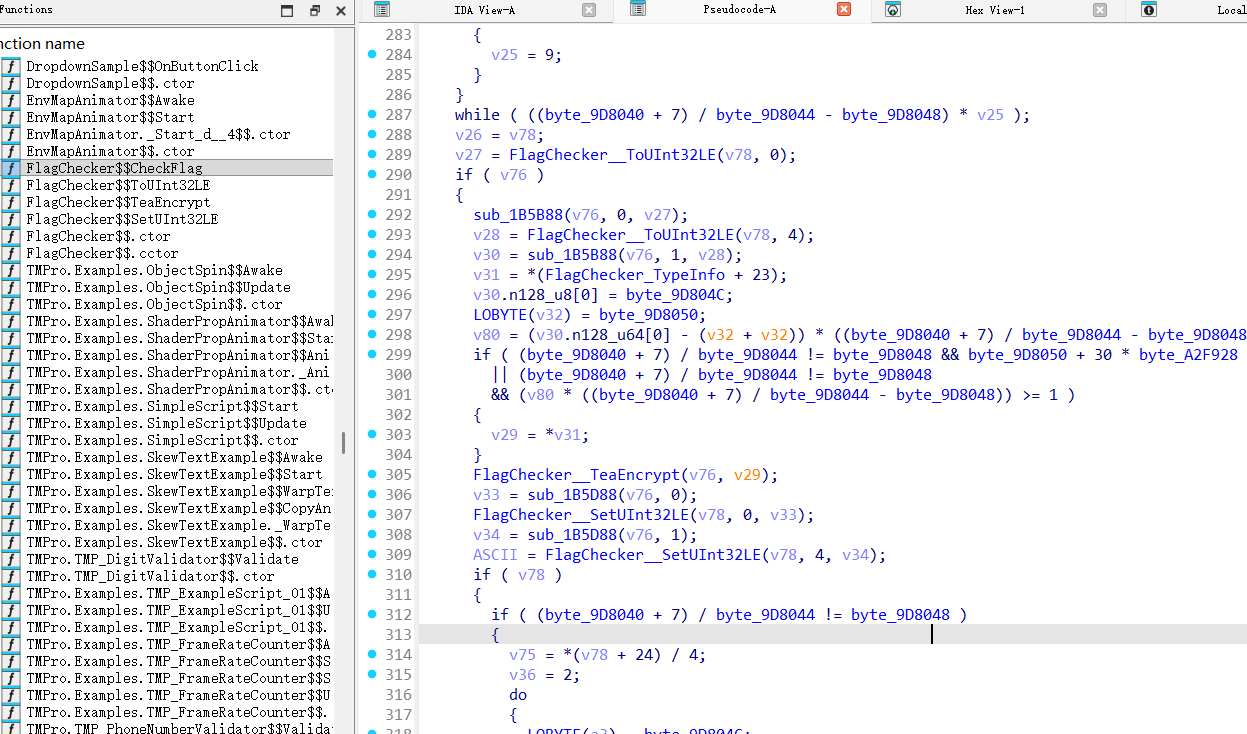 Functions
nction name
DropdownSample$$OnButtonClick
DropdownSample$$.ctor
EnvMapAnimator$$Awake
EnvMapAnimator$$Start
EnvMapAnimator._Start_d__4$$.ctor
EnvMapAnimator$$.ctor
FlagChecker$$CheckFlag
FlagChecker$$ToUInt32LE
FlagChecker$$TeaEncrypt
FlagChecker$$SetUInt32LE
FlagChecker$$.ctor
FlagChecker$$.cctor
TMPro.Examples.ObjectSpin$$Awake
TMPro.Examples.ObjectSpin$$Update
TMPro.Examples.ObjectSpin$$.ctor
TMPro.Examples.ShaderPropAnimator$$Awal
TMPro.Examples.ShaderPropAnimator$$Sta
TMPro.Examples.ShaderPropAnimator$$Ani
TMPro.Examples.ShaderPropAnimator._Ani
TMPro.Examples.ShaderPropAnimator$$.ct
TMPro.Examples.SimpleScript$$Start
TMPro.Examples.SimpleScript$$Update
TMPro.Examples.SimpleScript$$.ctor
TMPro.Examples.SkewTextExample$$Awake
TMPro.Examples.SkewTextExample$$Start
TMPro.Examples.SkewTextExample$$WarpTe
TMPro.Examples.SkewTextExample$$CopyAn
TMPro.Examples.SkewTextExample._WarpTe
TMPro.Examples.SkewTextExample$$.ctor
TMPro.TMP_DigitValidator$$Validate
TMPro.TMP_DigitValidator$$.ctor
TMPro.Examples.TMP_ExampleScript_01$$A
TMPro.Examples.TMP_ExampleScript_01$$U
TMPro.Examples.TMP_ExampleScript_01$$.
TMPro.Examples.TMP_FrameRateCounter$$A
TMPro.Examples.TMP_FrameRateCounter$$S
TMPro.Examples.TMP_FrameRateCounter$$S
TMPro.Examples.TMP_FrameRateCounter$$U
TMPro.Examples.TMP_FrameRateCounter$$.
TMPro.TMP_PhoneNumberValidator$$Valida
IDA View-A
Pseudocode-A
Hex View-1
Local
283 {
284 v25 = 9;
285 }
286 }
287 while ( ((byte_9D8040 + 7) / byte_9D8044 - byte_9D8048) * v25 );
288 v26 = v78;
289 v27 = FlagChecker__ToUInt32LE(v78, 0);
290 if ( v76 )
291 {
292 sub_1B5B88(v76, 0, v27);
293 v28 = FlagChecker__ToUInt32LE(v78, 4);
294 v30 = sub_1B5B88(v76, 1, v28);
295 v31 = *(FlagChecker_TypeInfo + 23);
296 v30.n128_u8[0] = byte_9D804C;
297 LOBYTE(v32) = byte_9D8050;
298 v80 = (v30.n128_u64[0] - (v32 + v32)) * ((byte_9D8040 + 7) / byte_9D8044 - byte_9D8048
299 if ( (byte_9D8040 + 7) / byte_9D8044 != byte_9D8048 && byte_9D8050 + 30 * byte_A2F928
300 || (byte_9D8040 + 7) / byte_9D8044 != byte_9D8048
301 && (v80 * ((byte_9D8040 + 7) / byte_9D8044 - byte_9D8048)) >= 1 )
302 {
303 v29 = *v31;
304 }
305 FlagChecker__TeaEncrypt(v76, v29);
306 v33 = sub_1B5D88(v76, 0);
307 FlagChecker__SetUInt32LE(v78, 0, v33);
308 v34 = sub_1B5D88(v76, 1);
309 ASCII = FlagChecker__SetUInt32LE(v78, 4, v34);
310 if ( v78 )
311 {
312 if ( (byte_9D8040 + 7) / byte_9D8044 != byte_9D8048 )
313 {
314 v75 = *(v78 + 24) / 4;
315 v36 = 2;
316 do
317 {
318 LOBYTE(a3) = byte_9D804C;